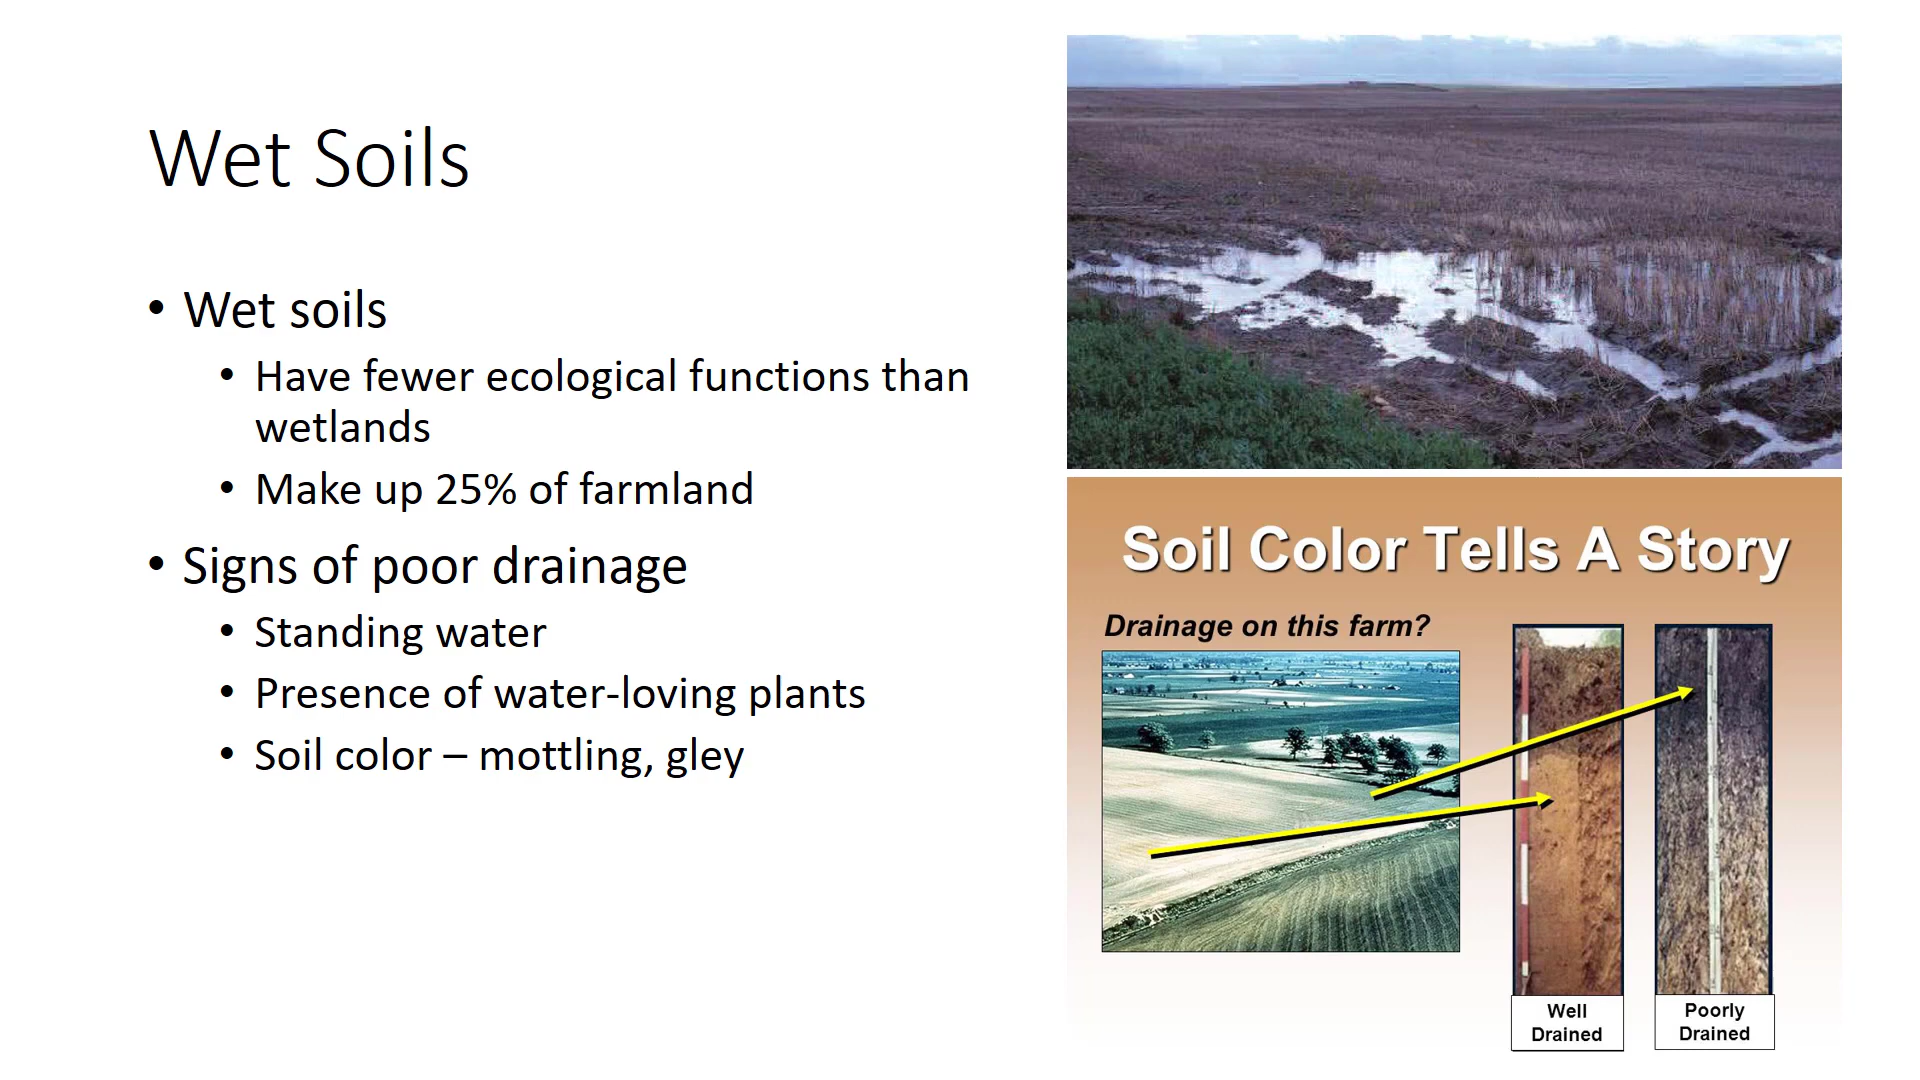 Wet Soils
• Wet soils
• Have fewer ecological functions than
wetlands
• Make up 25% of farmland
• Signs of poor drainage
• Standing water
• Presence of water-loving plants
• Soil color – mottling, gley
Soil Color Tells A Story
Drainage on this farm?
Well
Drained
Poorly
Drained